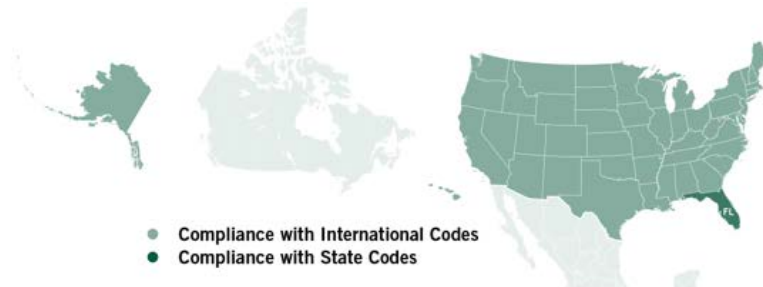 FL
Compliance with International Codes
Compliance with State Codes